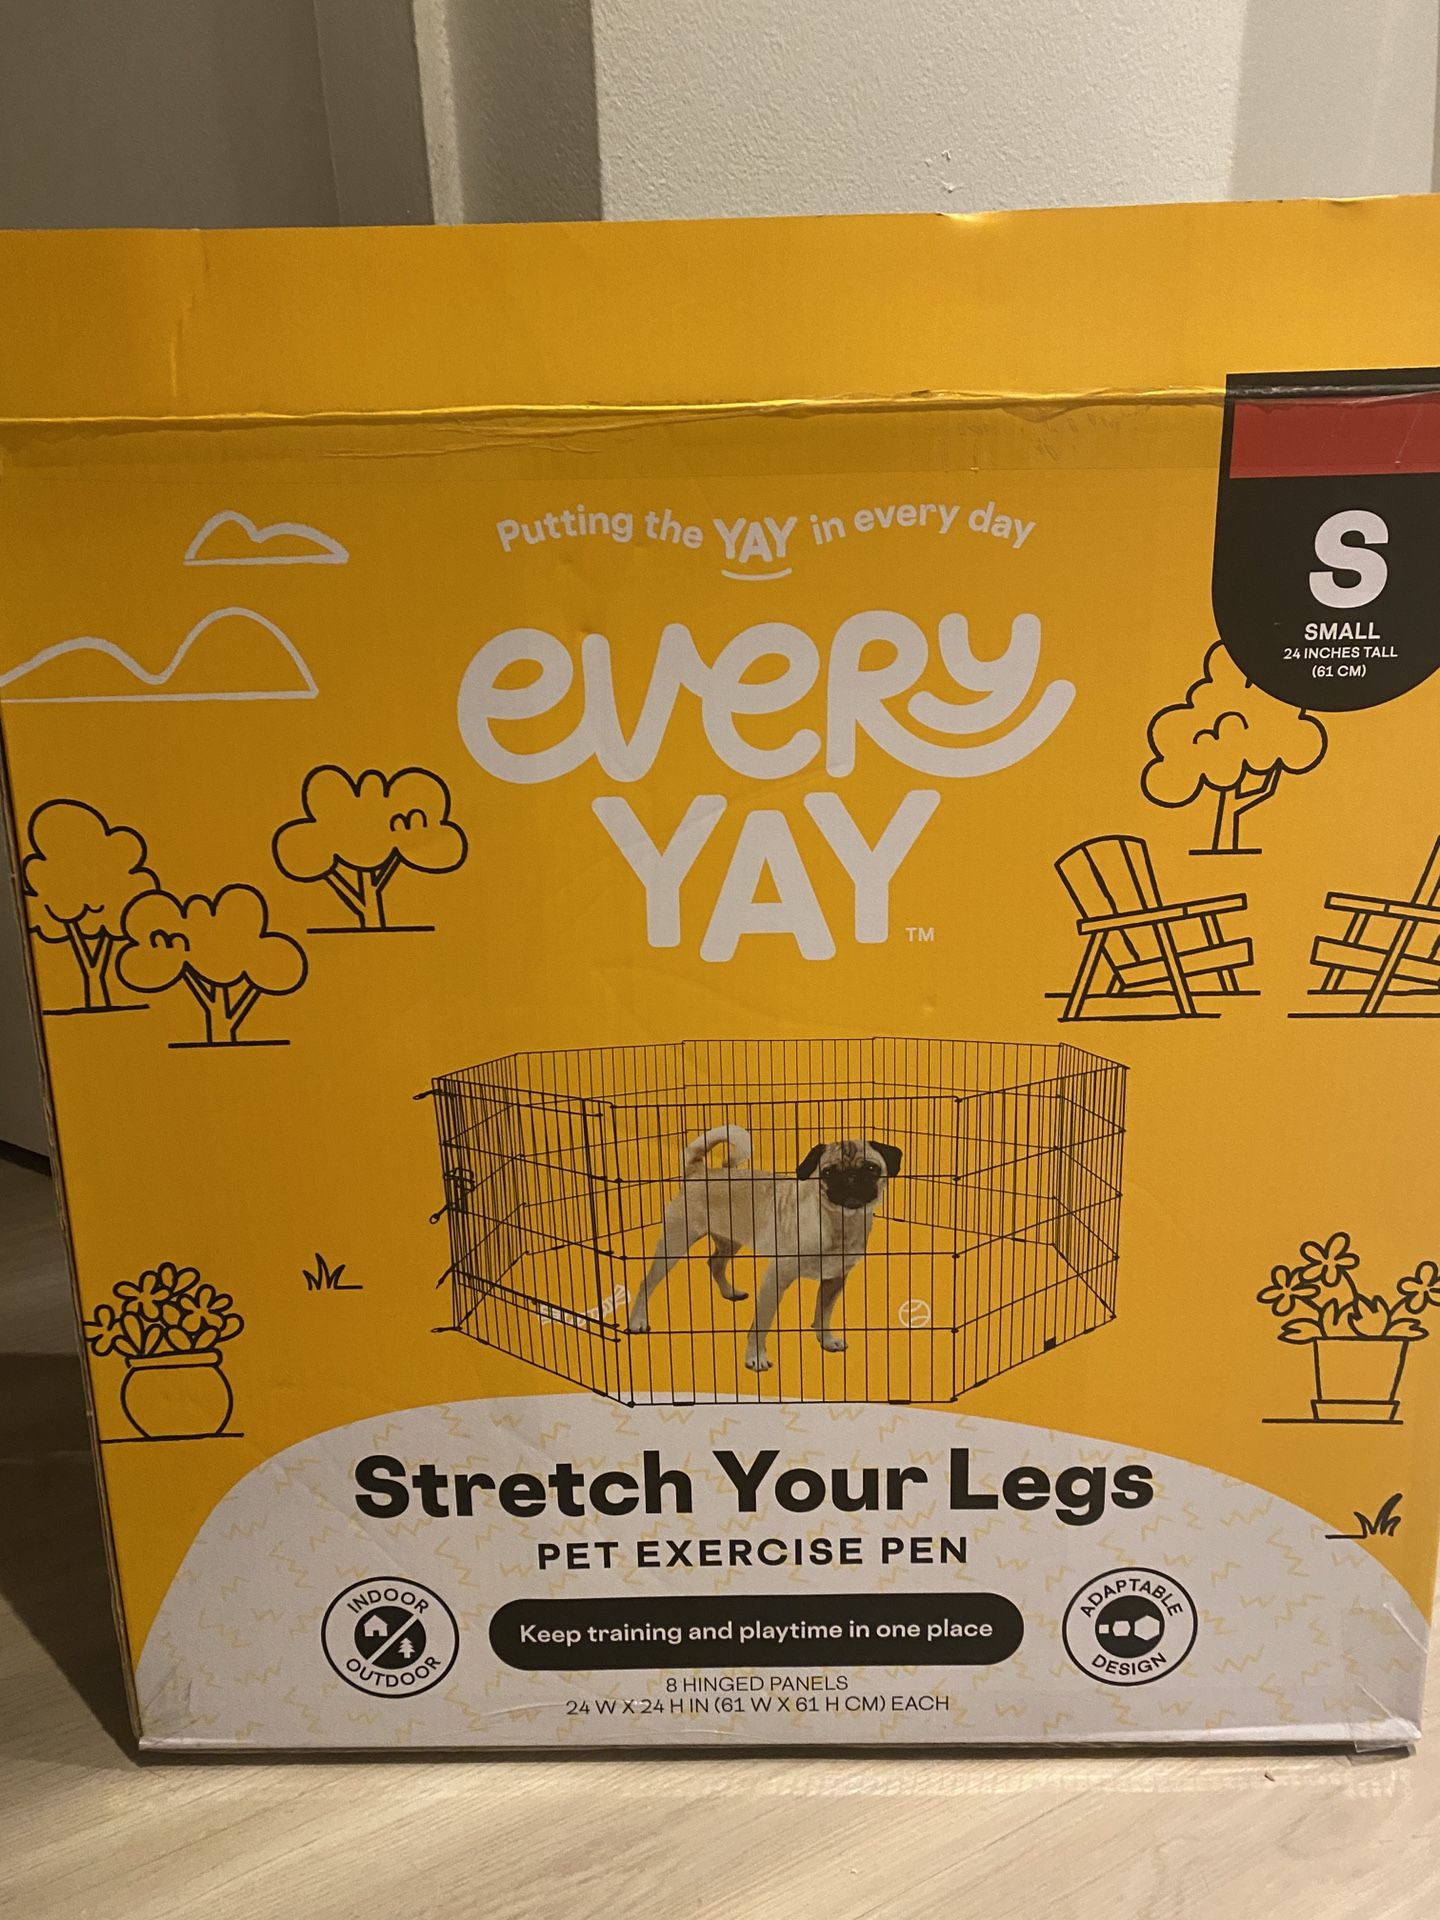 Putting the YAY in every day
every
YAY™
S
SMALL
24 INCHES TALL
(61 CM)
Stretch Your Legs
PET EXERCISE PEN
INDOOR
OUTDOOR
Keep training and playtime in one place
ADAPTABLE
DESIGN
8 HINGED PANELS
24 W X 24 H IN (61 W X 61 H CM) EACH